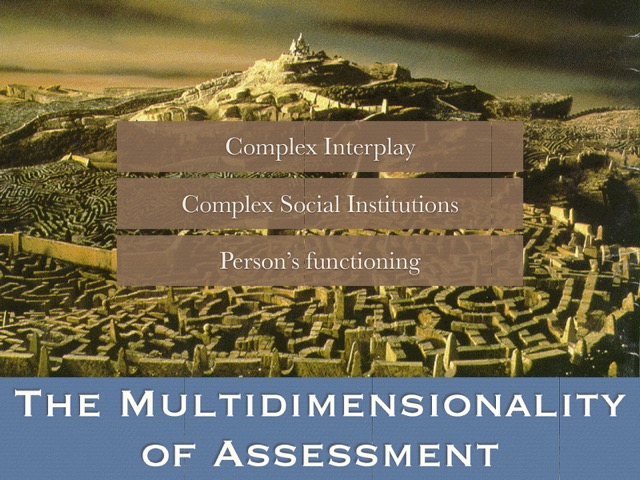 Complex Interplay
Complex Social Institutions
Person’s functioning
The Multidimensionality
of Assessment